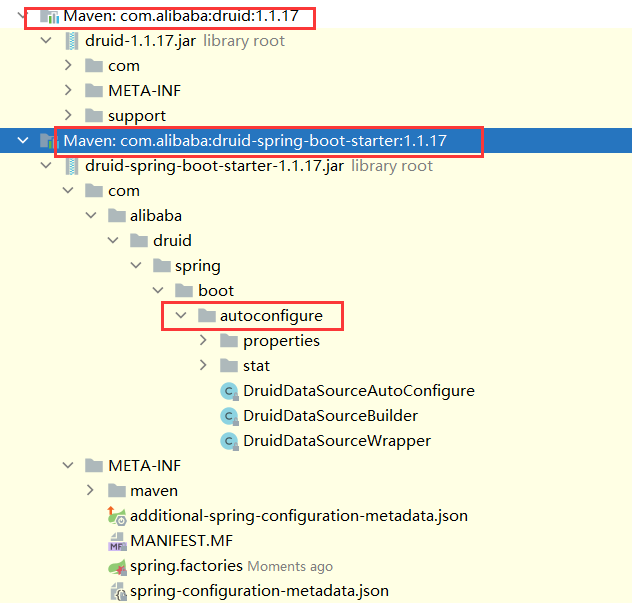 Maven: com.alibaba:druid:1.1.17
druid-1.1.17.jar library root
com
META-INF
support
Maven: com.alibaba:druid-spring-boot-starter:1.1.17
druid-spring-boot-starter-1.1.17.jar library root
com
alibaba
druid
spring
boot
autoconfigure
properties
stat
C DruidDataSourceAutoConfigure
C DruidDataSourceBuilder
C DruidDataSourceWrapper
META-INF
maven
additional-spring-configuration-metadata.json
MF MANIFEST.MF
spring.factories Moments ago
spring-configuration-metadata.json